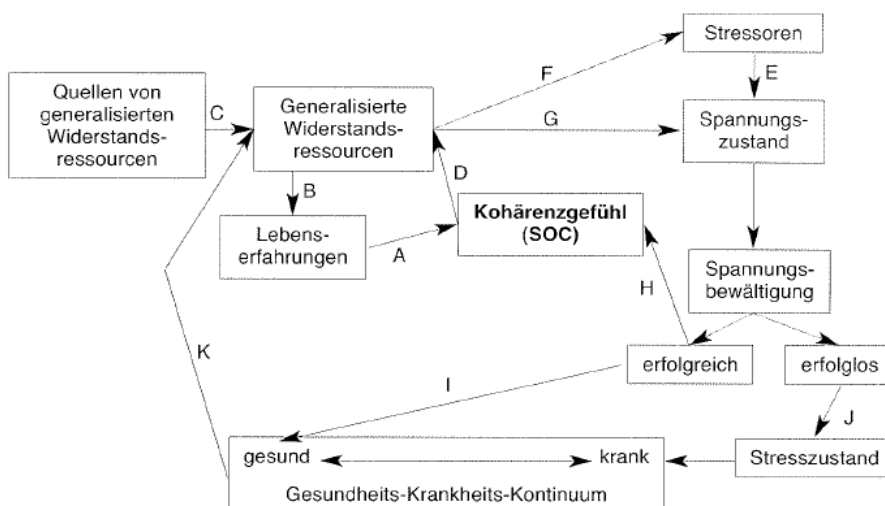 Stressoren
F
E
Quellen von
generalisierten
Widerstands-
ressourcen
C
Generalisierte
Widerstands-
ressourcen
G
Spannungs-
zustand
B
D
Lebens-
erfahrungen
A
Kohärenzgefühl
(SOC)
H
Spannungs-
bewältigung
K
I
erfolgreich
erfolglos
J
gesund
krank
Stresszustand
Gesundheits-Krankheits-Kontinuum